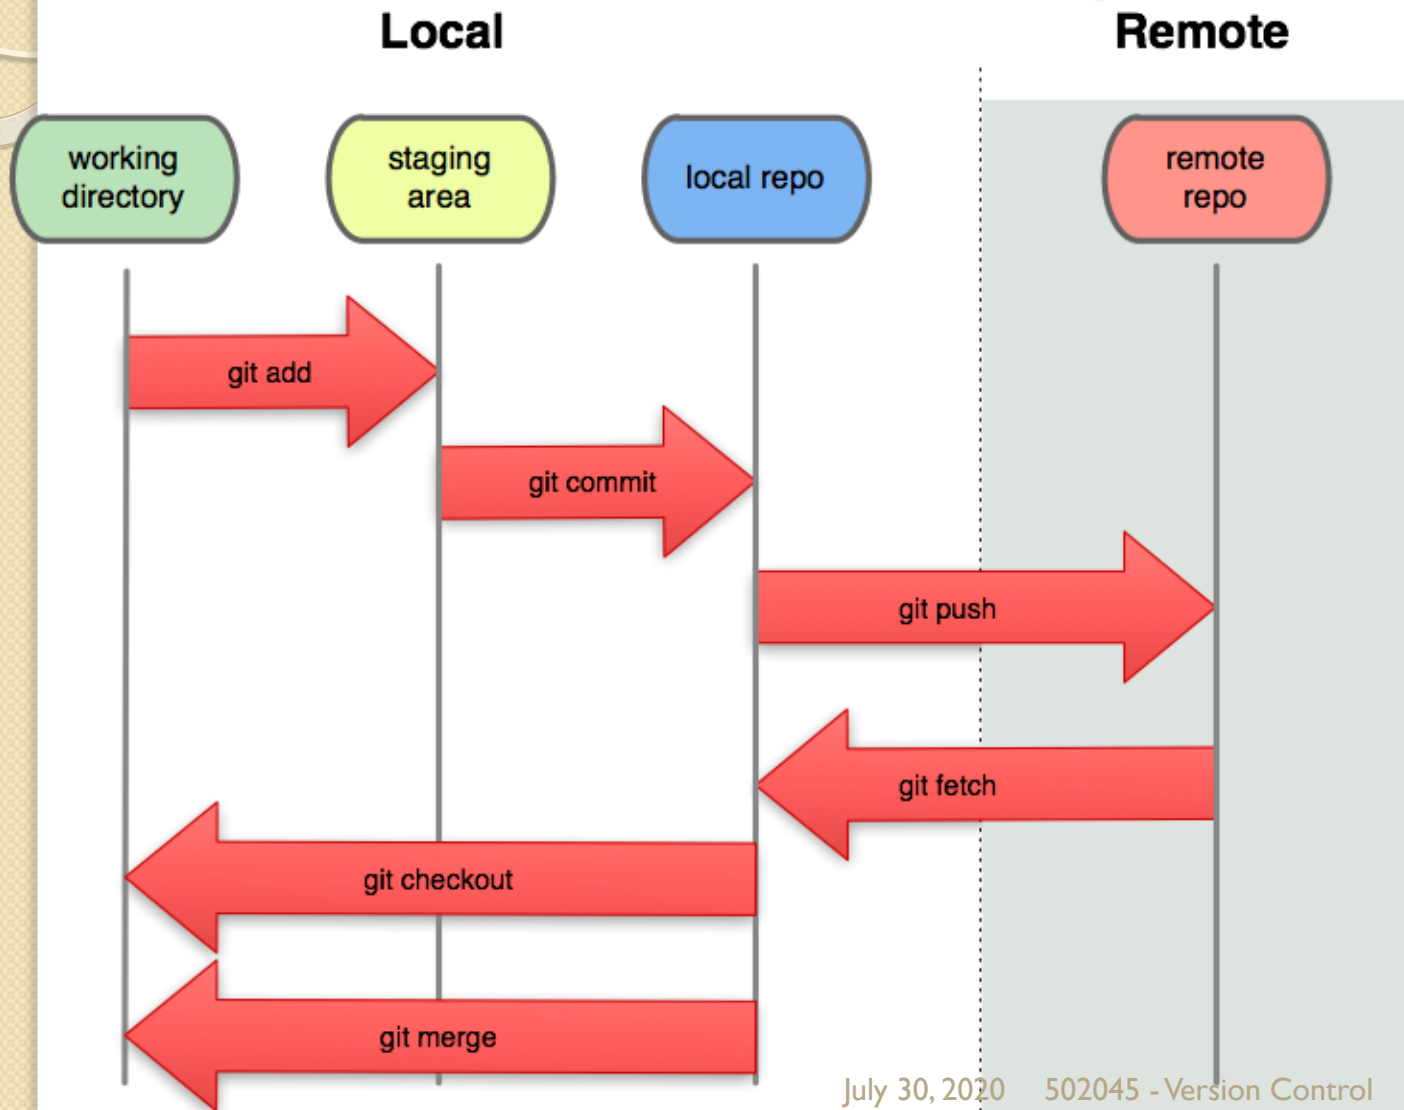 Local
Remote
working
directory
staging
area
local repo
remote
repo
git add
git commit
git push
git fetch
git checkout
git merge
July 30, 2020 502045 - Version Control